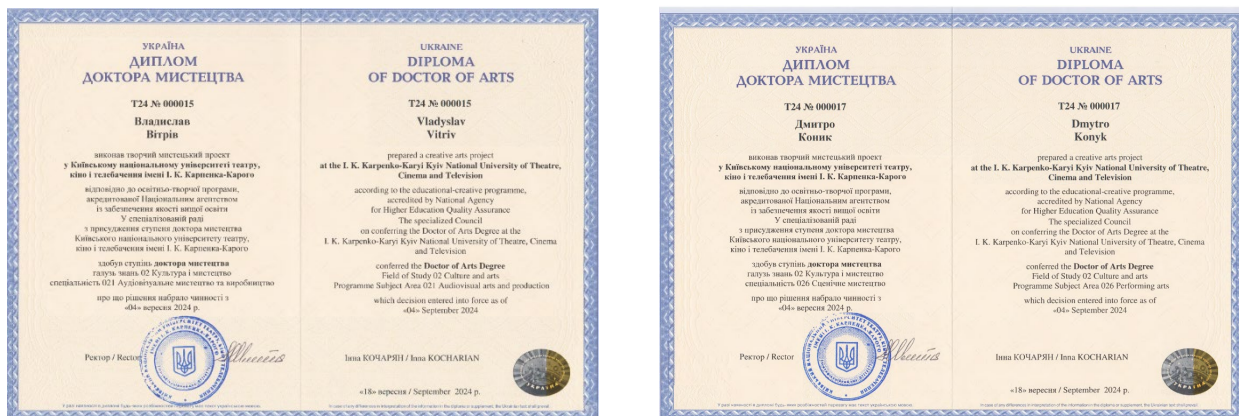 УКРАЇНА
ДИПЛОМ
ДОКТОРА МИСТЕЦТВА
Т24 № 000015
Владислав
Вітрів
виконав творчий мистецький проект
у Київському національному університеті театру,
кіно і телебачення імені І. К. Карпенка-Карого
відповідно до освітньо-творчої програми,
акредитованої Національним агентством
із забезпечення якості вищої освіти
У спеціалізованій раді
з присудження ступеня доктора мистецтва
Київського національного університету театру,
кіно і телебачення імені І. К. Карпенка-Карого
здобув ступінь доктора мистецтва
галузь знань 02 Культура і мистецтво
спеціальність 021 Аудіовізуальне мистецтво та виробництво
про що рішення набрало чинності з
«04» вересня 2024 р.
Ректор / Rector
UKRAINE
DIPLOMA
OF DOCTOR OF ARTS
T24 № 000015
Vladyslav
Vitriv
prepared a creative arts project
at the I. K. Karpenko-Karyi Kyiv National University of Theatre,
Cinema and Television
according to the educational-creative programme,
accredited by National Agency
for Higher Education Quality Assurance
The specialized Council
on conferring the Doctor of Arts Degree at the
I. K. Karpenko-Karyi Kyiv National University of Theatre, Cinema
and Television
conferred the Doctor of Arts Degree
Field of Study 02 Culture and arts
Programme Subject Area 021 Audiovisual arts and production
which decision entered into force as of
«04» September 2024
Інна КОЧАРЯН / Inna KOCHARIAN
«18» вересня / September 2024 р.
УКРАЇНА
ДИПЛОМ
ДОКТОРА МИСТЕЦТВА
Т24 № 000017
Дмитро
Коник
виконав творчий мистецький проект
у Київському національному університеті театру,
кіно і телебачення імені І. К. Карпенка-Карого
відповідно до освітньо-творчої програми,
акредитованої Національним агентством
із забезпечення якості вищої освіти
У спеціалізованій раді
з присудження ступеня доктора мистецтва
Київського національного університету театру,
кіно і телебачення імені І. К. Карпенка-Карого
здобув ступінь доктора мистецтва
галузь знань 02 Культура і мистецтво
спеціальність 026 Сценічне мистецтво
про що рішення набрало чинності з
«04» вересня 2024 р.
Ректор / Rector
UKRAINE
DIPLOMA
OF DOCTOR OF ARTS
T24 № 000017
Dmytro
Konyk
prepared a creative arts project
at the I. K. Karpenko-Karyi Kyiv National University of Theatre,
Cinema and Television
according to the educational-creative programme,
accredited by National Agency
for Higher Education Quality Assurance
The specialized Council
on conferring the Doctor of Arts Degree at the
I. K. Karpenko-Karyi Kyiv National University of Theatre, Cinema
and Television
conferred the Doctor of Arts Degree
Field of Study 02 Culture and arts
Programme Subject Area 026 Performing arts
which decision entered into force as of
«04» September 2024
Інна КОЧАРЯН / Inna KOCHARIAN
«18» вересня / September 2024 р.